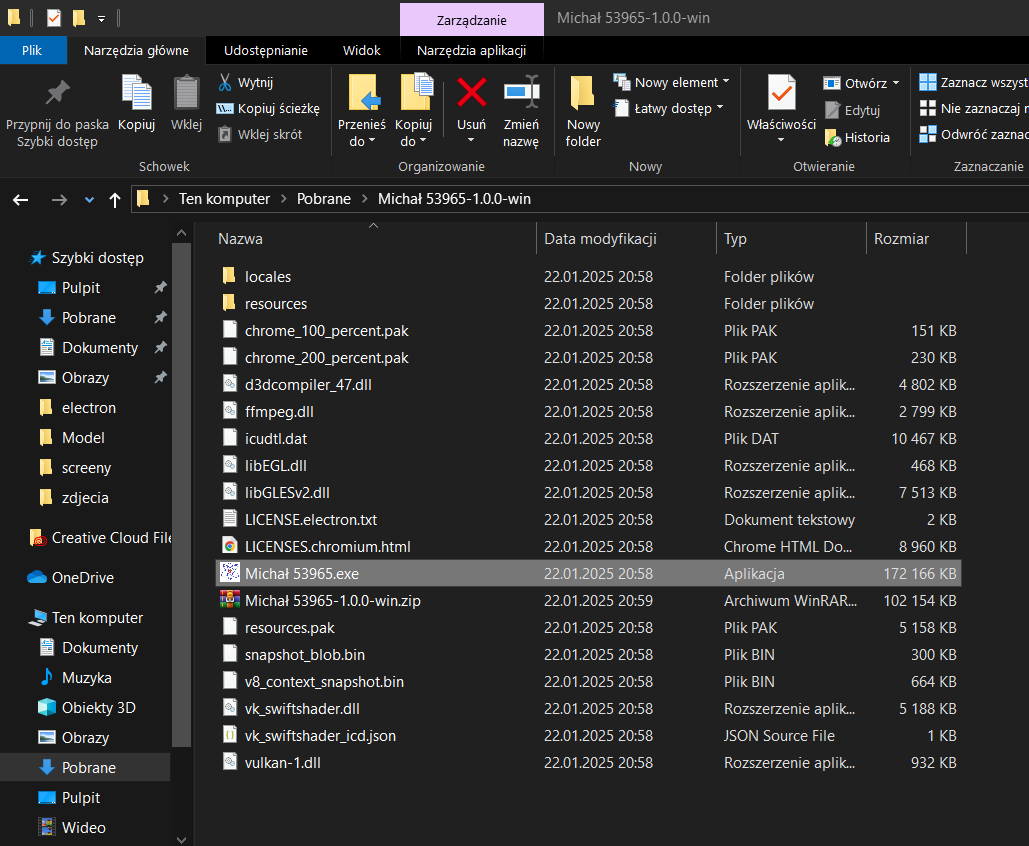 Zarządzanie
Michał 53965-1.0.0-win
Plik
Narzędzia główne
Udostępnianie
Widok
Narzędzia aplikacji
Przypnij do paska
Szybki dostęp
Kopiuj
Wklej
Wytnij
Kopiuj ścieżkę
Wklej skrót
Schowek
Przenieś
do
Kopiuj
do
Usuń
Zmień
nazwę
Organizowanie
Nowy
folder
Nowy element
Łatwy dostęp
Nowy
Właściwości
Otwórz
Edytuj
Historia
Otwieranie
Zaznacz wszyst
Nie zaznaczaj n
Odwróć zaznac
Zaznaczanie
Ten komputer > Pobrane > Michał 53965-1.0.0-win
Szybki dostęp
Pulpit
Pobrane
Dokumenty
Obrazy
electron
Model
screeny
zdjecia
Creative Cloud File
OneDrive
Ten komputer
Dokumenty
Muzyka
Obiekty 3D
Obrazy
Pobrane
Pulpit
Wideo
Nazwa Data modyfikacji Typ Rozmiar
locales 22.01.2025 20:58 Folder plików
resources 22.01.2025 20:58 Folder plików
chrome_100_percent.pak 22.01.2025 20:58 Plik PAK 151 KB
chrome_200_percent.pak 22.01.2025 20:58 Plik PAK 230 KB
d3dcompiler_47.dll 22.01.2025 20:58 Rozszerzenie aplik... 4 802 KB
ffmpeg.dll 22.01.2025 20:58 Rozszerzenie aplik... 2 799 KB
icudtl.dat 22.01.2025 20:58 Plik DAT 10 467 KB
libEGL.dll 22.01.2025 20:58 Rozszerzenie aplik... 468 KB
libGLESv2.dll 22.01.2025 20:58 Rozszerzenie aplik... 7 513 KB
LICENSE.electron.txt 22.01.2025 20:58 Dokument tekstowy 2 KB
LICENSES.chromium.html 22.01.2025 20:58 Chrome HTML Do... 8 960 KB
Michał 53965.exe 22.01.2025 20:58 Aplikacja 172 166 KB
Michał 53965-1.0.0-win.zip 22.01.2025 20:59 Archiwum WinRAR... 102 154 KB
resources.pak 22.01.2025 20:58 Plik PAK 5 158 KB
snapshot_blob.bin 22.01.2025 20:58 Plik BIN 300 KB
v8_context_snapshot.bin 22.01.2025 20:58 Plik BIN 664 KB
vk_swiftshader.dll 22.01.2025 20:58 Rozszerzenie aplik... 5 188 KB
vk_swiftshader_icd.json 22.01.2025 20:58 JSON Source File 1 KB
vulkan-1.dll 22.01.2025 20:58 Rozszerzenie aplik... 932 KB